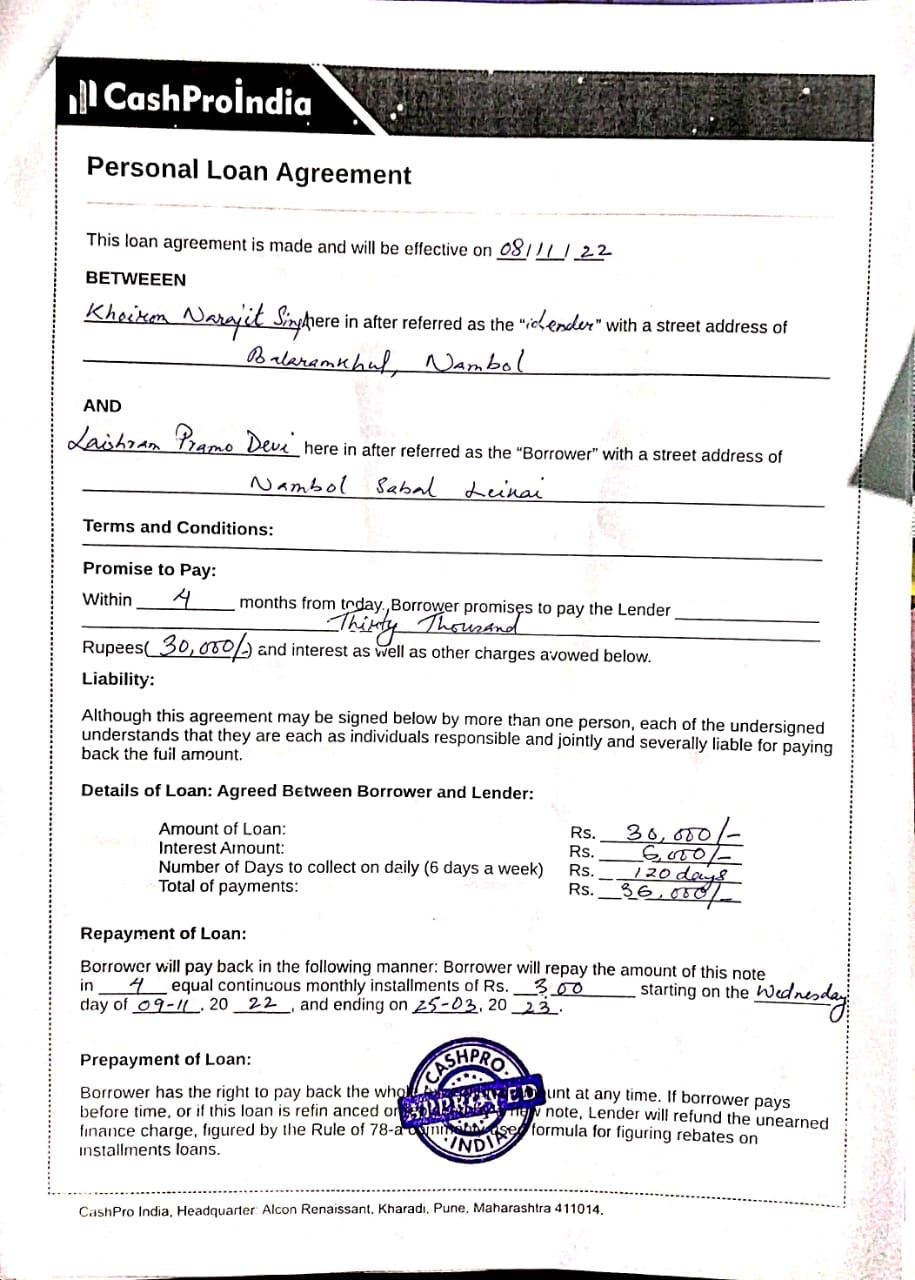 CashProIndia
Personal Loan Agreement
This loan agreement is made and will be effective on 08/11/22
BETWEEEN
Khoirom Narajit Singh here in after referred as the "Lender" with a street address of
Balaramkhul, Nambol
AND
Laishram Pramo Devi here in after referred as the "Borrower" with a street address of
Nambol Sabal Leikai
Terms and Conditions:
Promise to Pay:
Within 4 months from today, Borrower promises to pay the Lender
Thirty Thousand
Rupees( 30,000/-) and interest as well as other charges avowed below.
Liability:
Although this agreement may be signed below by more than one person, each of the undersigned
understands that they are each as individuals responsible and jointly and severally liable for paying
back the full amount.
Details of Loan: Agreed Between Borrower and Lender:
Amount of Loan: Rs. 30,000/-
Interest Amount: Rs. 6,000/-
Number of Days to collect on daily (6 days a week) Rs. 120 days
Total of payments: Rs. 36,000/-
Repayment of Loan:
Borrower will pay back in the following manner: Borrower will repay the amount of this note
in 4 equal continuous monthly installments of Rs. 300 starting on the Wednesday
day of 09-11, 20 22, and ending on 25-03, 20 23.
Prepayment of Loan:
Borrower has the right to pay back the whole unt at any time. If borrower pays
before time, or if this loan is refin anced or note, Lender will refund the unearned
finance charge, figured by the Rule of 78-a formula for figuring rebates on
installments loans.
CASHPRO
APPROVED
INDIA
CashPro India, Headquarter: Alcon Renaissant, Kharadi, Pune, Maharashtra 411014.